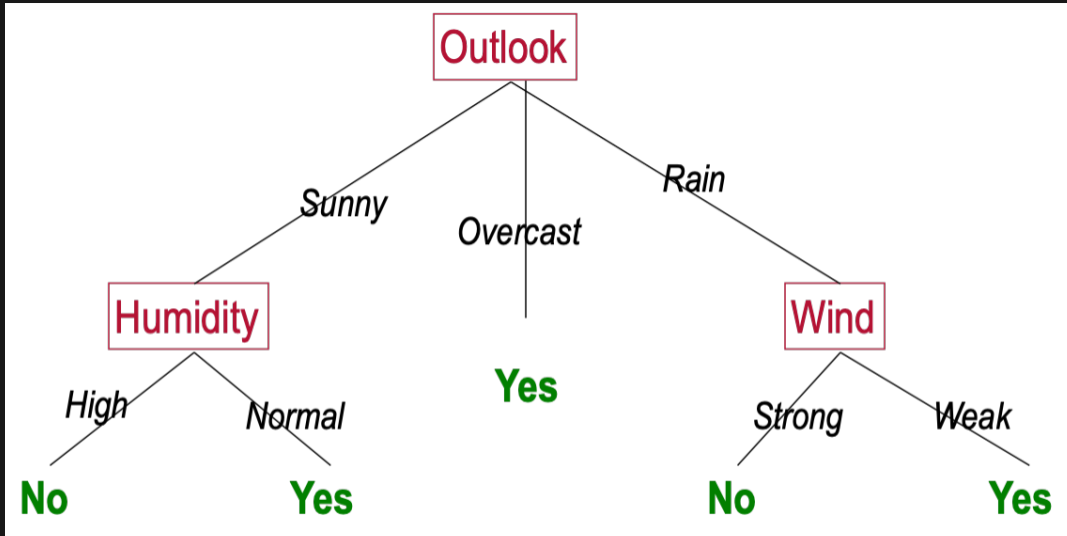 Outlook
Rain
Sunny
Overcast
Humidity
Wind
Yes
High
Normal
Strong
Weak
No
Yes
No
Yes